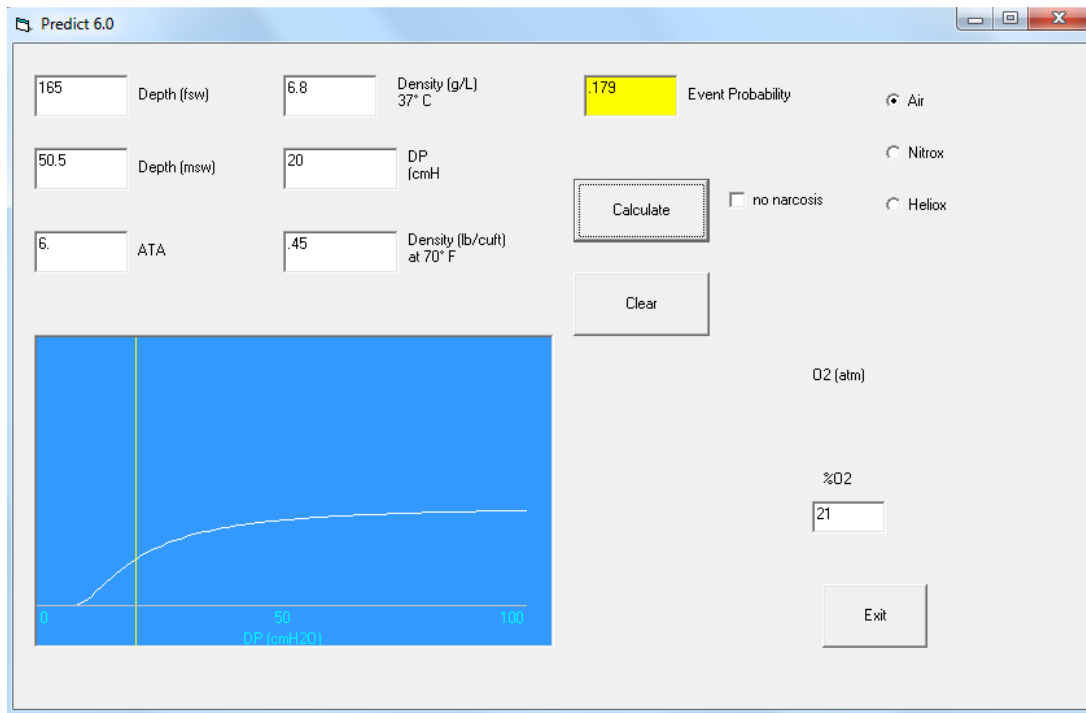 Predict 6.0
165
Depth (fsw)
6.8
Density (g/L)
37° C
.179
Event Probability
Air
50.5
Depth (msw)
20
DP
(cmH
Nitrox
Calculate
no narcosis
Heliox
6.
ATA
.45
Density (lb/cuft)
at 70° F
Clear
O2 (atm)
%O2
21
0
50
100
DP (cmH2O)
Exit